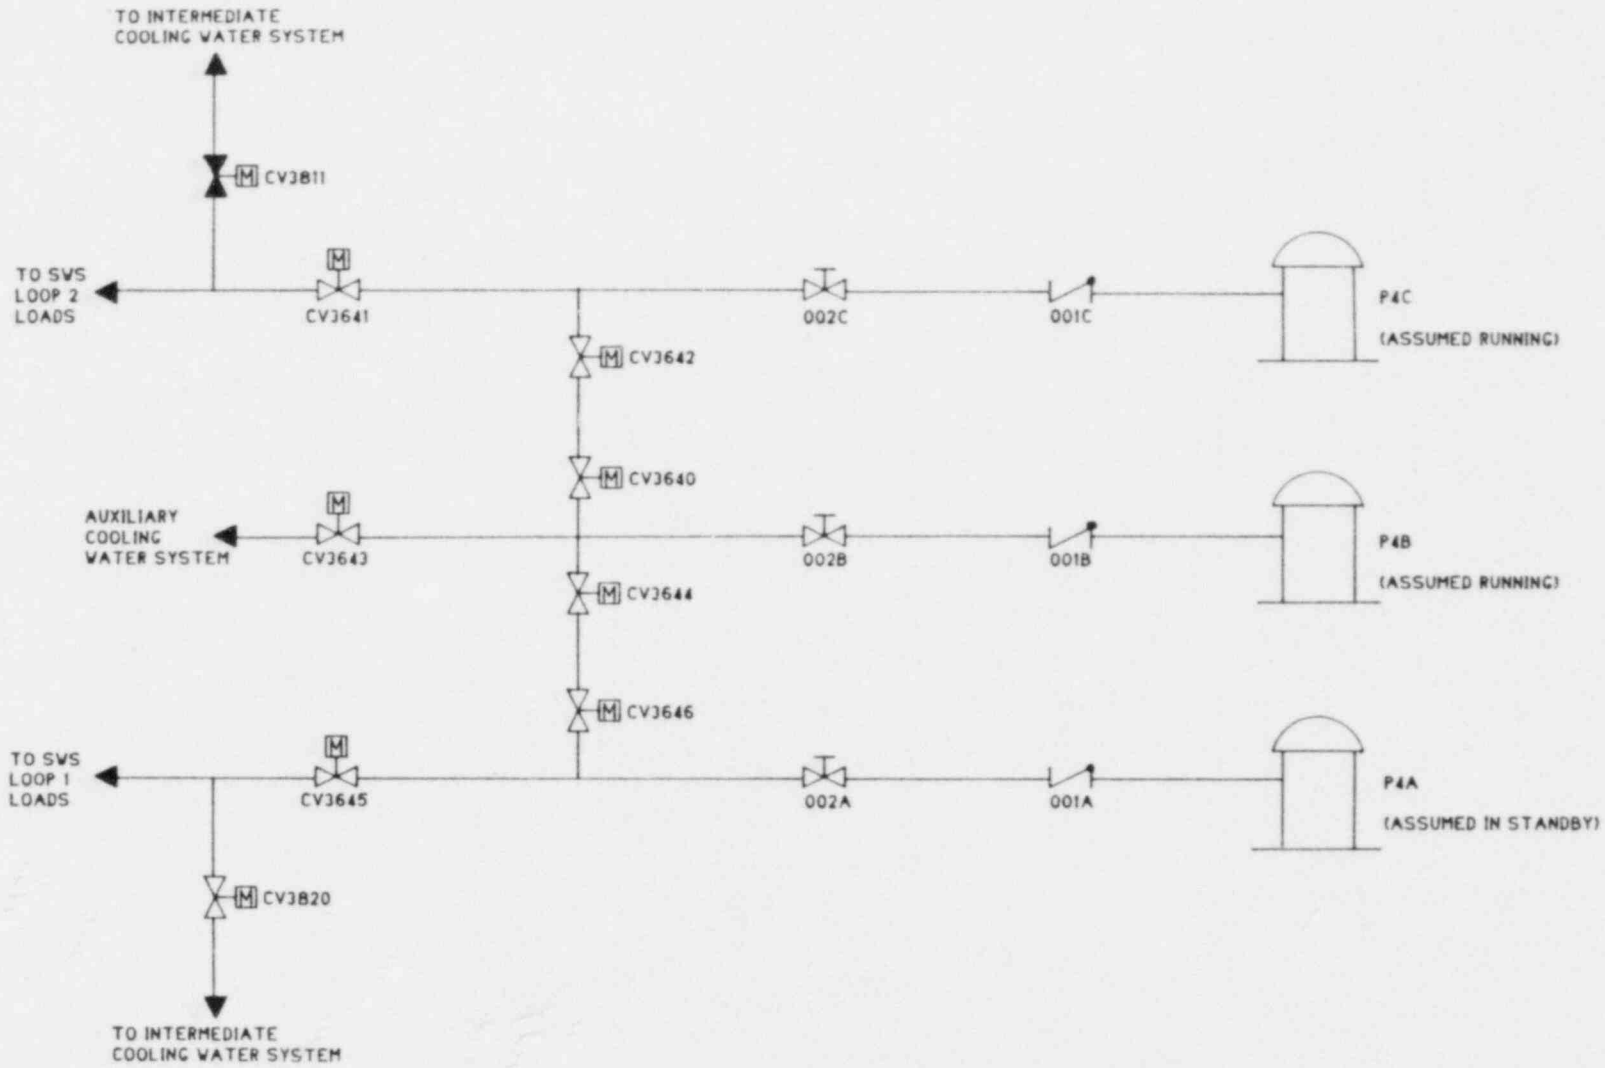 TO INTERMEDIATE
COOLING WATER SYSTEM
M CV3811
TO SWS
LOOP 2
LOADS
M
CV3641
002C
001C
P4C
(ASSUMED RUNNING)
M CV3642
M CV3640
AUXILIARY
COOLING
WATER SYSTEM
M
CV3643
002B
001B
P4B
(ASSUMED RUNNING)
M CV3644
M CV3646
TO SWS
LOOP 1
LOADS
M
CV3645
002A
001A
P4A
(ASSUMED IN STANDBY)
M CV3820
TO INTERMEDIATE
COOLING WATER SYSTEM